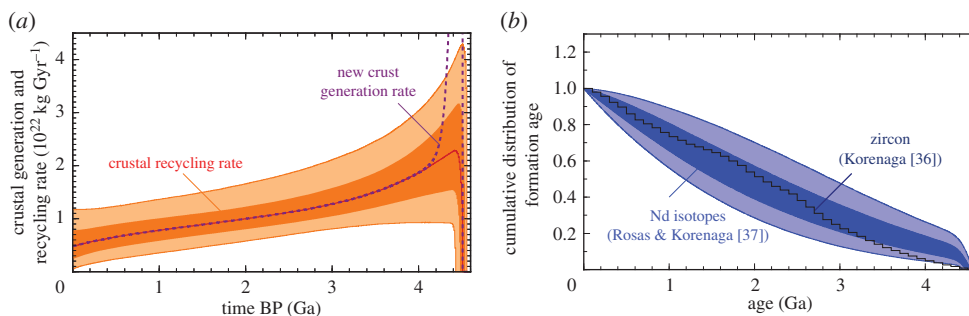 (a)
crustal generation and
recycling rate (10²² kg Gyr⁻¹)
4
3
2
1
new crust
generation rate
crustal recycling rate
0 1 2 3 4
time BP (Ga)
(b)
cumulative distribution of
formation age
1.2
1.0
0.8
0.6
0.4
0.2
zircon
(Korenaga [36])
Nd isotopes
(Rosas & Korenaga [37])
0 1 2 3 4
age (Ga)